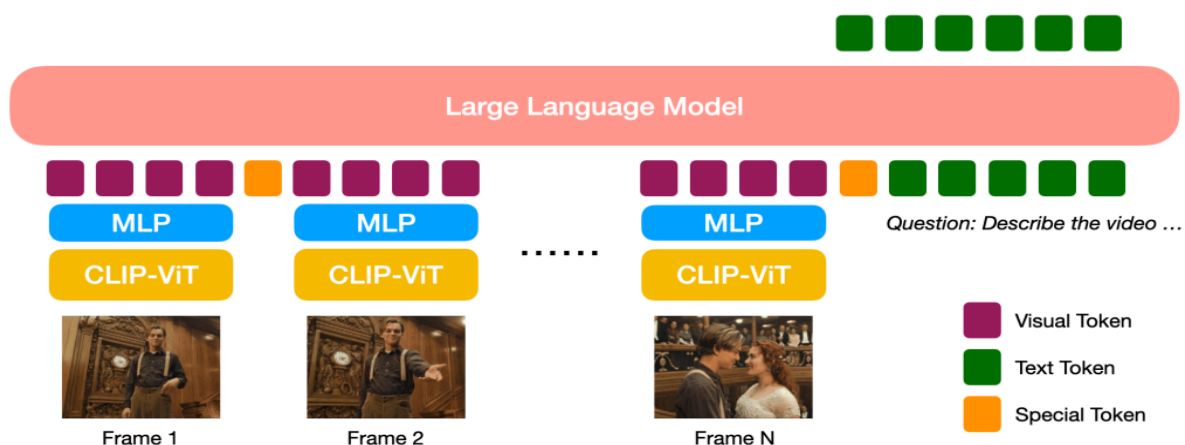 Large Language Model
MLP
MLP
MLP
Question: Describe the video ...
CLIP-ViT
CLIP-ViT
......
CLIP-ViT
Visual Token
Text Token
Special Token
Frame 1
Frame 2
Frame N